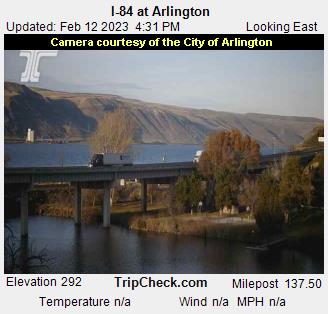 I-84 at Arlington
Updated: Feb 12 2023 4:31 PM Looking East
Camera courtesy of the City of Arlington
Elevation 292 TripCheck.com Milepost 137.50
Temperature n/a Wind n/a MPH n/a